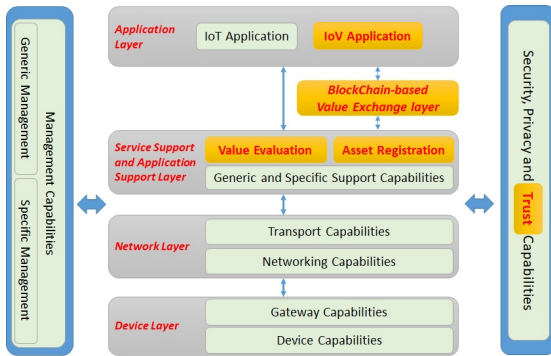 Generic Management
Specific Management
Management Capabilities
Application
Layer
IoT Application
IoV Application
BlockChain-based
Value Exchange layer
Service Support
and Application
Support Layer
Value Evaluation
Asset Registration
Generic and Specific Support Capabilities
Network Layer
Transport Capabilities
Networking Capabilities
Device Layer
Gateway Capabilities
Device Capabilities
Security, Privacy and Trust Capabilities